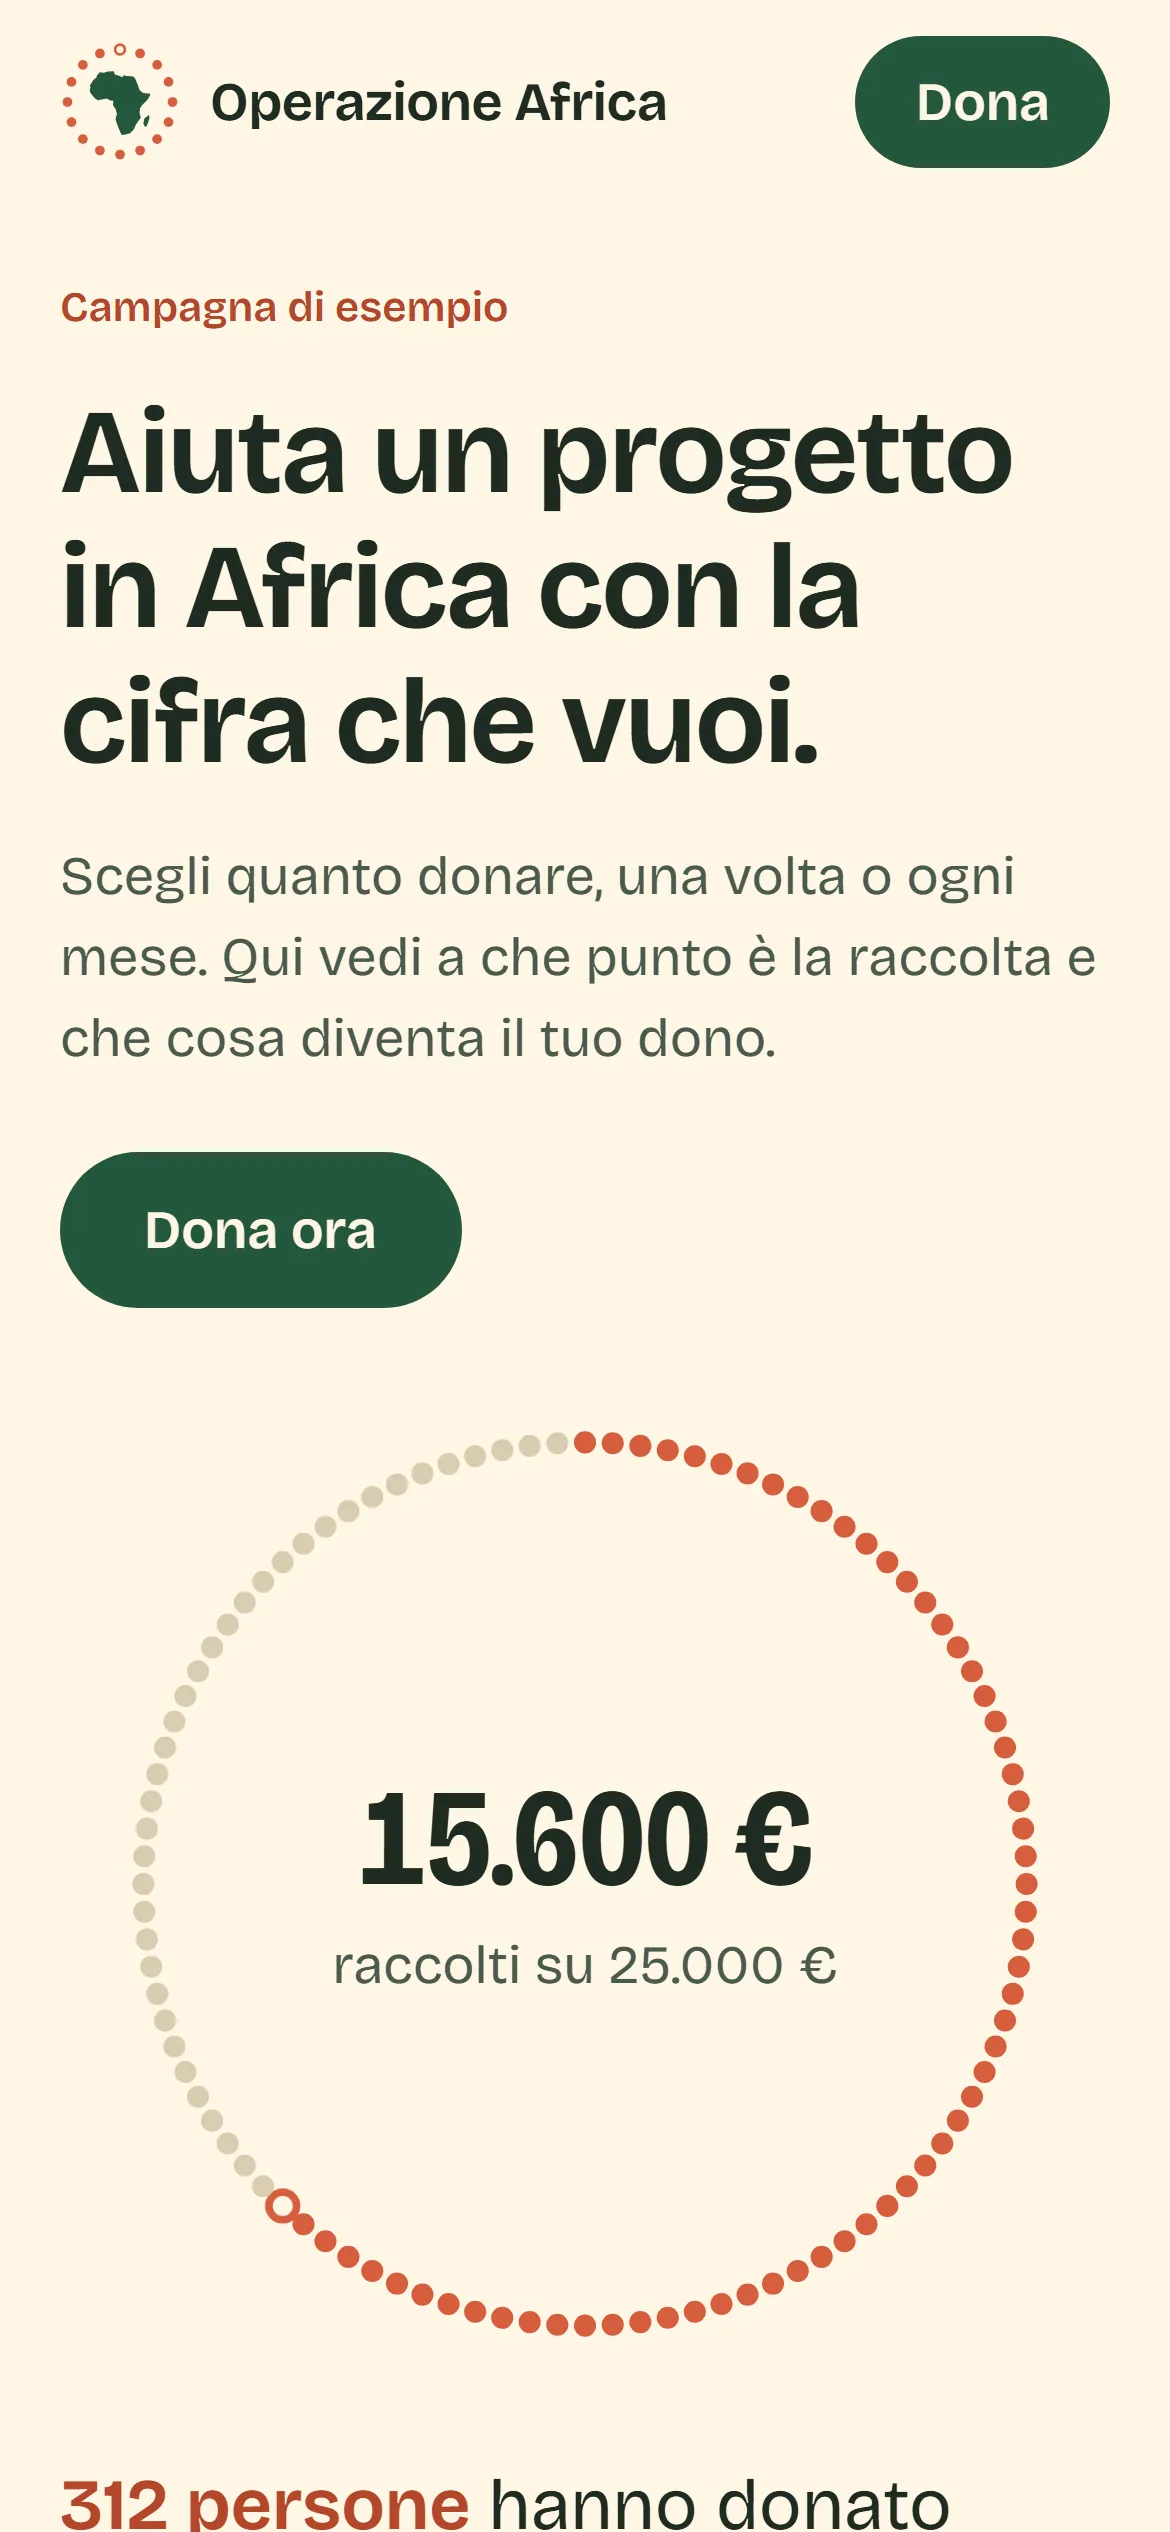 Operazione Africa
Dona
Campagna di esempio
Aiuta un progetto
in Africa con la
cifra che vuoi.
Scegli quanto donare, una volta o ogni
mese. Qui vedi a che punto è la raccolta e
che cosa diventa il tuo dono.
Dona ora
15.600 €
raccolti su 25.000 €
312 persone hanno donato